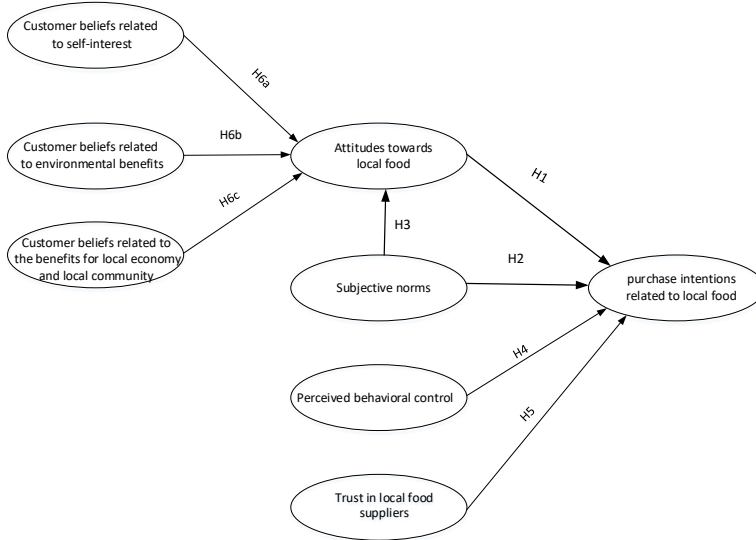 Customer beliefs related
to self-interest
H6a
Customer beliefs related
to environmental benefits
H6b
Attitudes towards
local food
H1
H6c
Customer beliefs related to
the benefits for local economy
and local community
H3
Subjective norms
H2
purchase intentions
related to local food
H4
Perceived behavioral control
H5
Trust in local food
suppliers